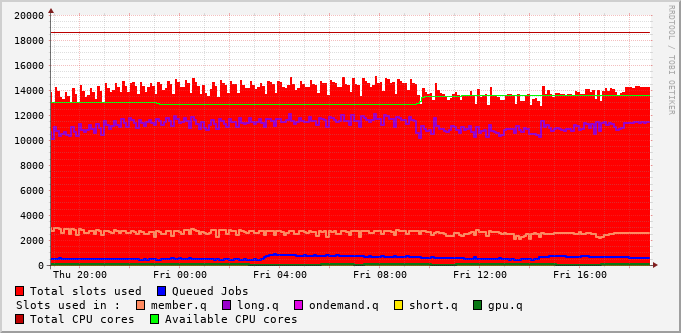 20000
18000
16000
14000
12000
10000
8000
6000
4000
2000
0
Thu 20:00 Fri 00:00 Fri 04:00 Fri 08:00 Fri 12:00 Fri 16:00
Total slots used Queued Jobs
Slots used in : member.q long.q ondemand.q short.q gpu.q
Total CPU cores Available CPU cores
RRDTOOL / TOBI OETIKER